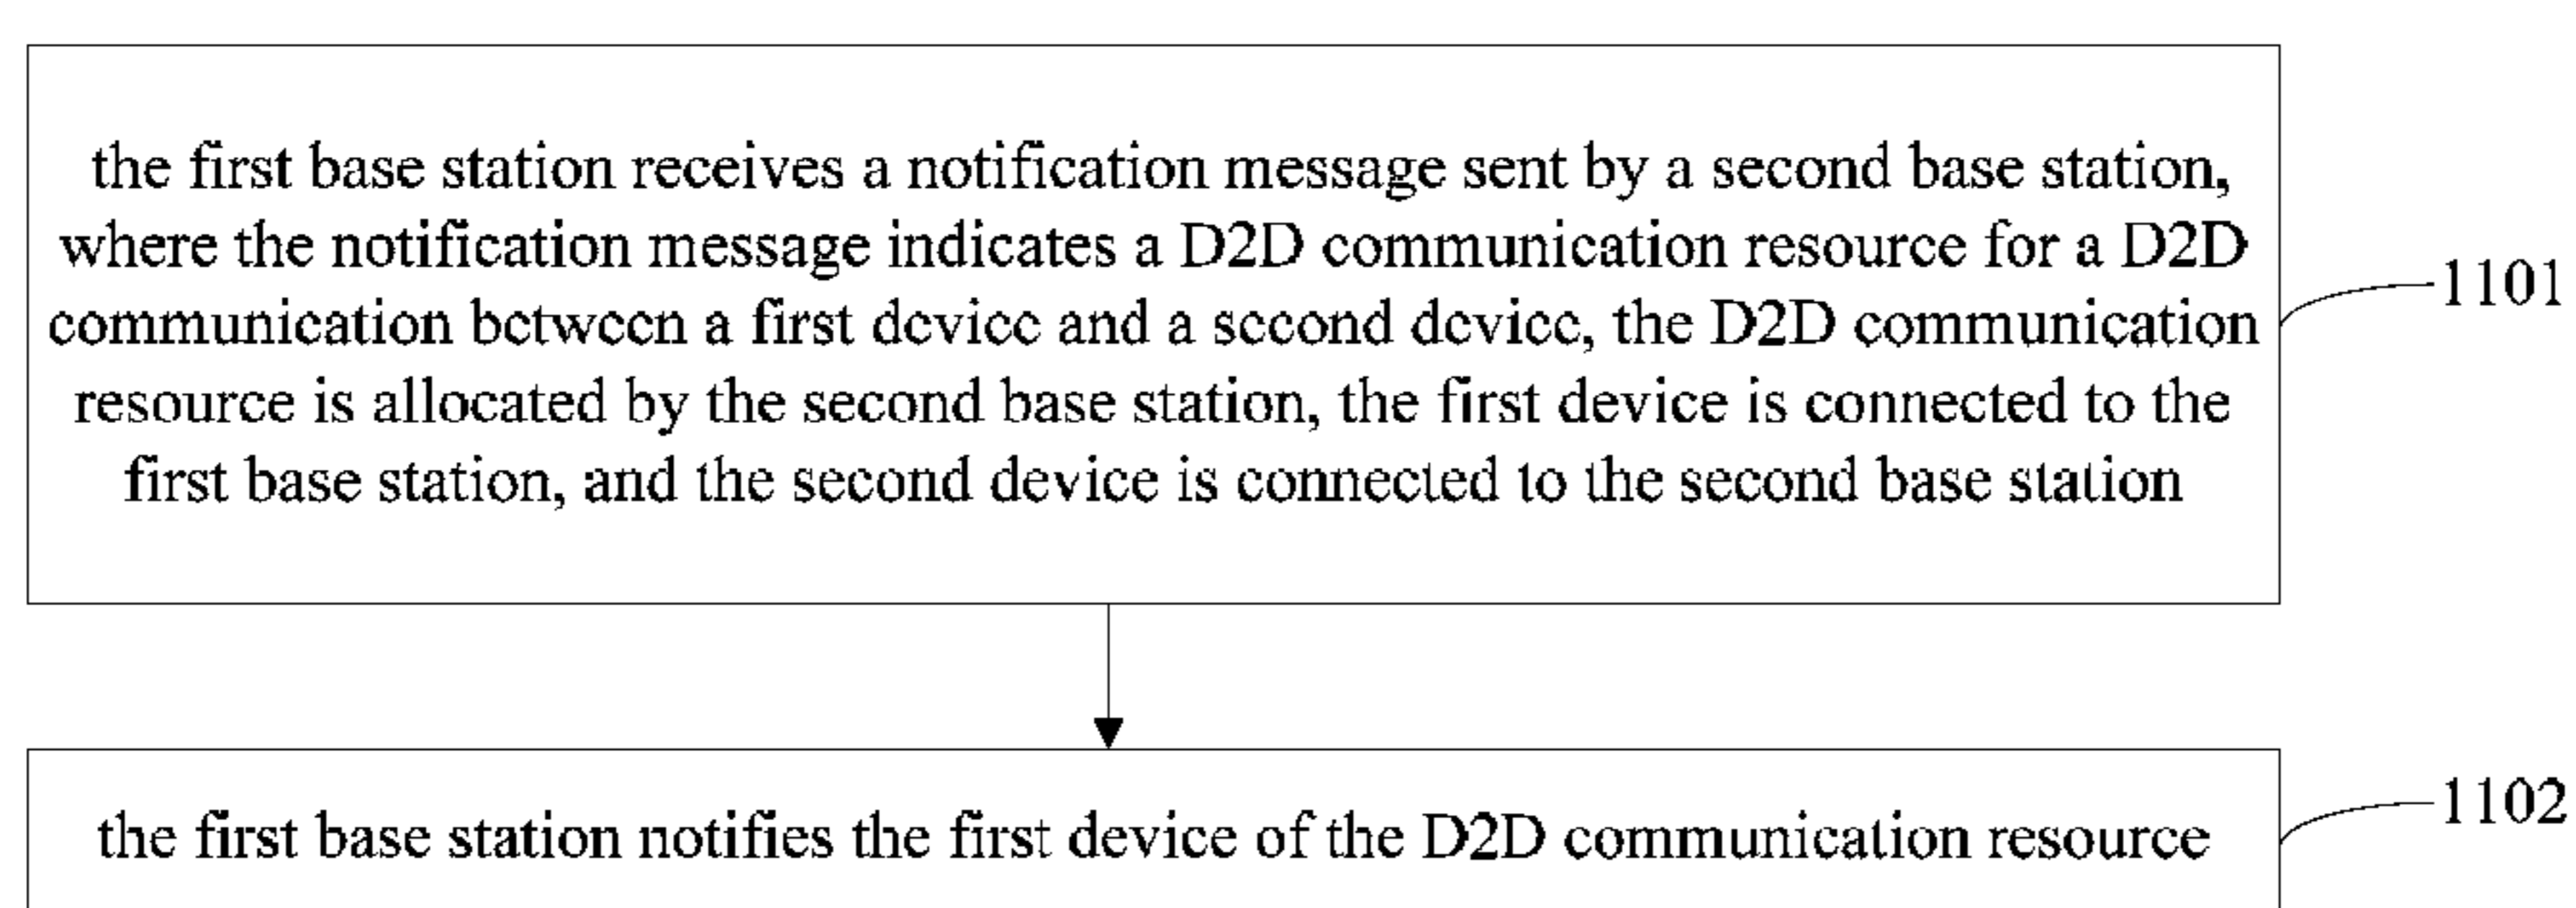 the first base station receives a notification message sent by a second base station,
where the notification message indicates a D2D communication resource for a D2D
communication between a first device and a second device, the D2D communication
resource is allocated by the second base station, the first device is connected to the
first base station, and the second device is connected to the second base station
1101
the first base station notifies the first device of the D2D communication resource
1102